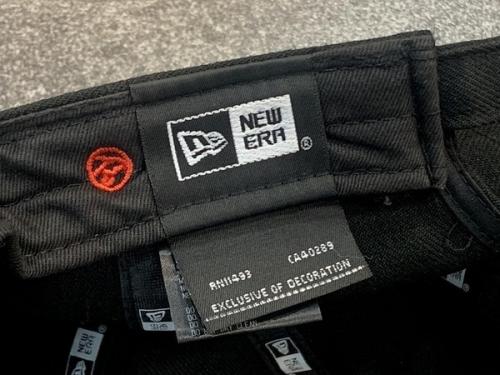 NEW
ERA
®
RN11493 CA40289
EXCLUSIVE OF DECORATION